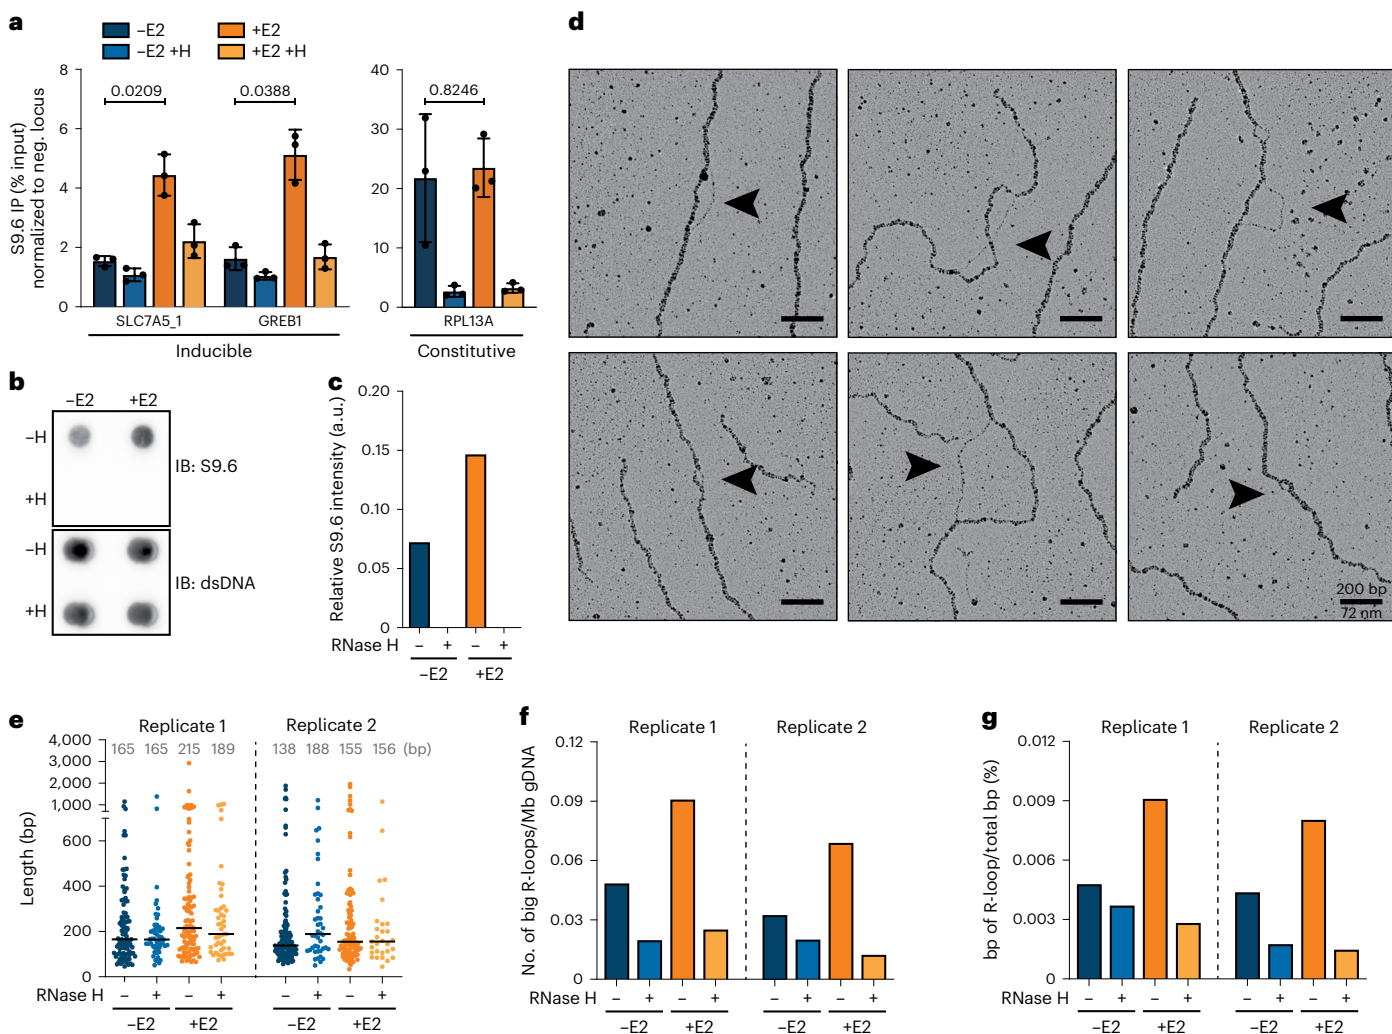 a
–E2
+E2
–E2 +H
+E2 +H
S9.6 IP (% input)
normalized to neg. locus
8
6
4
2
0
0.0209
0.0388
SLC7A5_1
GREB1
Inducible
40
30
20
10
0
0.8246
RPL13A
Constitutive
b
–E2
+E2
–H
+H
IB: S9.6
–H
+H
IB: dsDNA
c
Relative S9.6 intensity (a.u.)
0.20
0.15
0.10
0.05
0
RNase H
–
+
–
+
–E2
+E2
d
200 bp
72 nm
e
Replicate 1
Replicate 2
165
165
215
189
138
188
155
156
(bp)
Length (bp)
4,000
3,000
2,000
1,000
600
400
200
0
RNase H
–
+
–
+
–
+
–
+
–E2
+E2
–E2
+E2
f
Replicate 1
Replicate 2
No. of big R-loops/Mb gDNA
0.12
0.09
0.06
0.03
0
RNase H
–
+
–
+
–
+
–
+
–E2
+E2
–E2
+E2
g
Replicate 1
Replicate 2
bp of R-loop/total bp (%)
0.012
0.009
0.006
0.003
0
RNase H
–
+
–
+
–
+
–
+
–E2
+E2
–E2
+E2